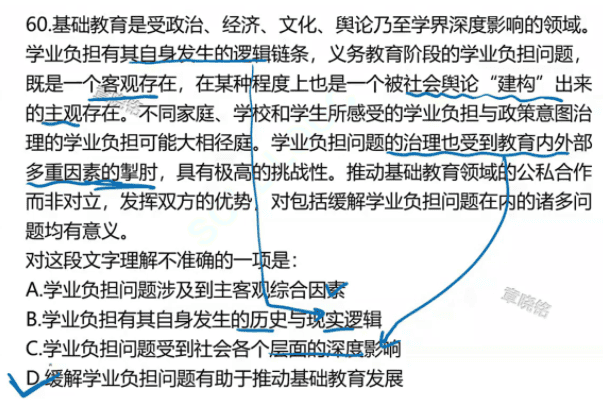 60.基础教育是受政治、经济、文化、舆论乃至学界深度影响的领域。
学业负担有其自身发生的逻辑链条，义务教育阶段的学业负担问题，
既是一个客观存在，在某种程度上也是一个被社会舆论“建构”出来
的主观存在。不同家庭、学校和学生所感受的学业负担与政策意图治
理的学业负担可能大相径庭。学业负担问题的治理也受到教育内外部
多重因素的掣肘，具有极高的挑战性。推动基础教育领域的公私合作
而非对立，发挥双方的优势，对包括缓解学业负担问题在内的诸多问
题均有意义。
对这段文字理解不准确的一项是：
A.学业负担问题涉及到主客观综合因素
B.学业负担有其自身发生的历史与现实逻辑
章晓铭
C.学业负担问题受到社会各个层面的深度影响
D.缓解学业负担问题有助于推动基础教育发展